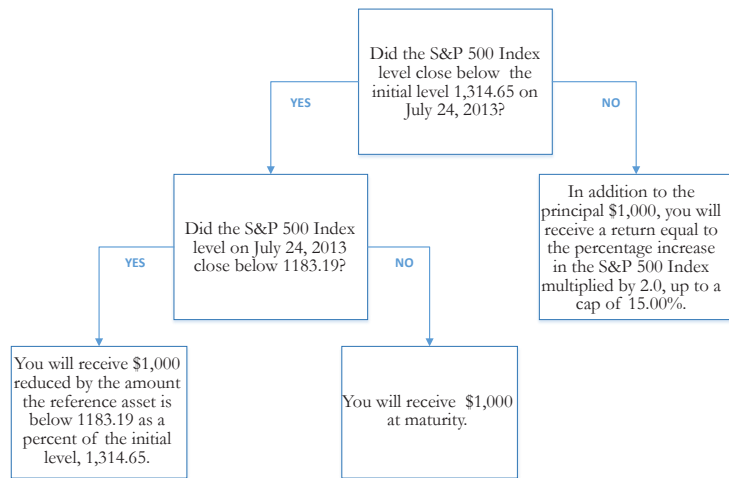 Did the S&P 500 Index
level close below the
initial level 1,314.65 on
July 24, 2013?
YES
NO
Did the S&P 500 Index
level on July 24, 2013
close below 1183.19?
In addition to the
principal $1,000, you will
receive a return equal to
the percentage increase
in the S&P 500 Index
multiplied by 2.0, up to a
cap of 15.00%.
YES
NO
You will receive $1,000
reduced by the amount
the reference asset is
below 1183.19 as a
percent of the initial
level, 1,314.65.
You will receive $1,000
at maturity.